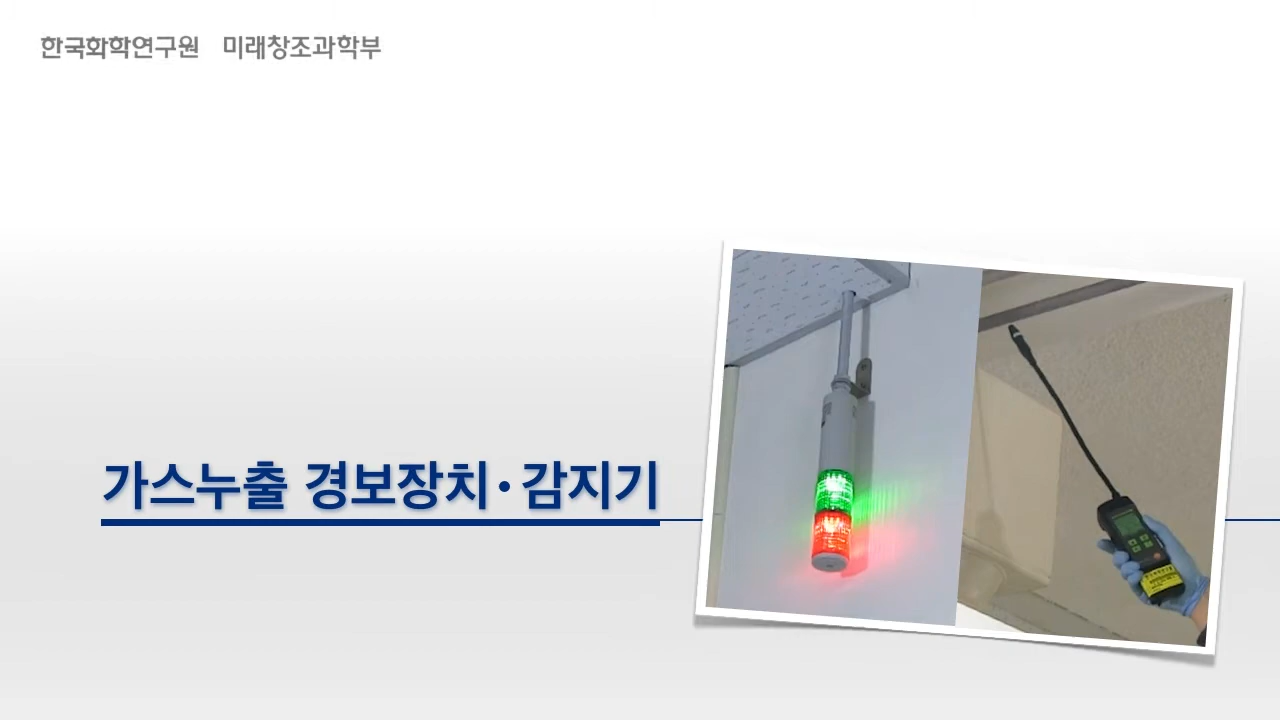 한국화학연구원 미래창조과학부
가스누출 경보장치·감지기